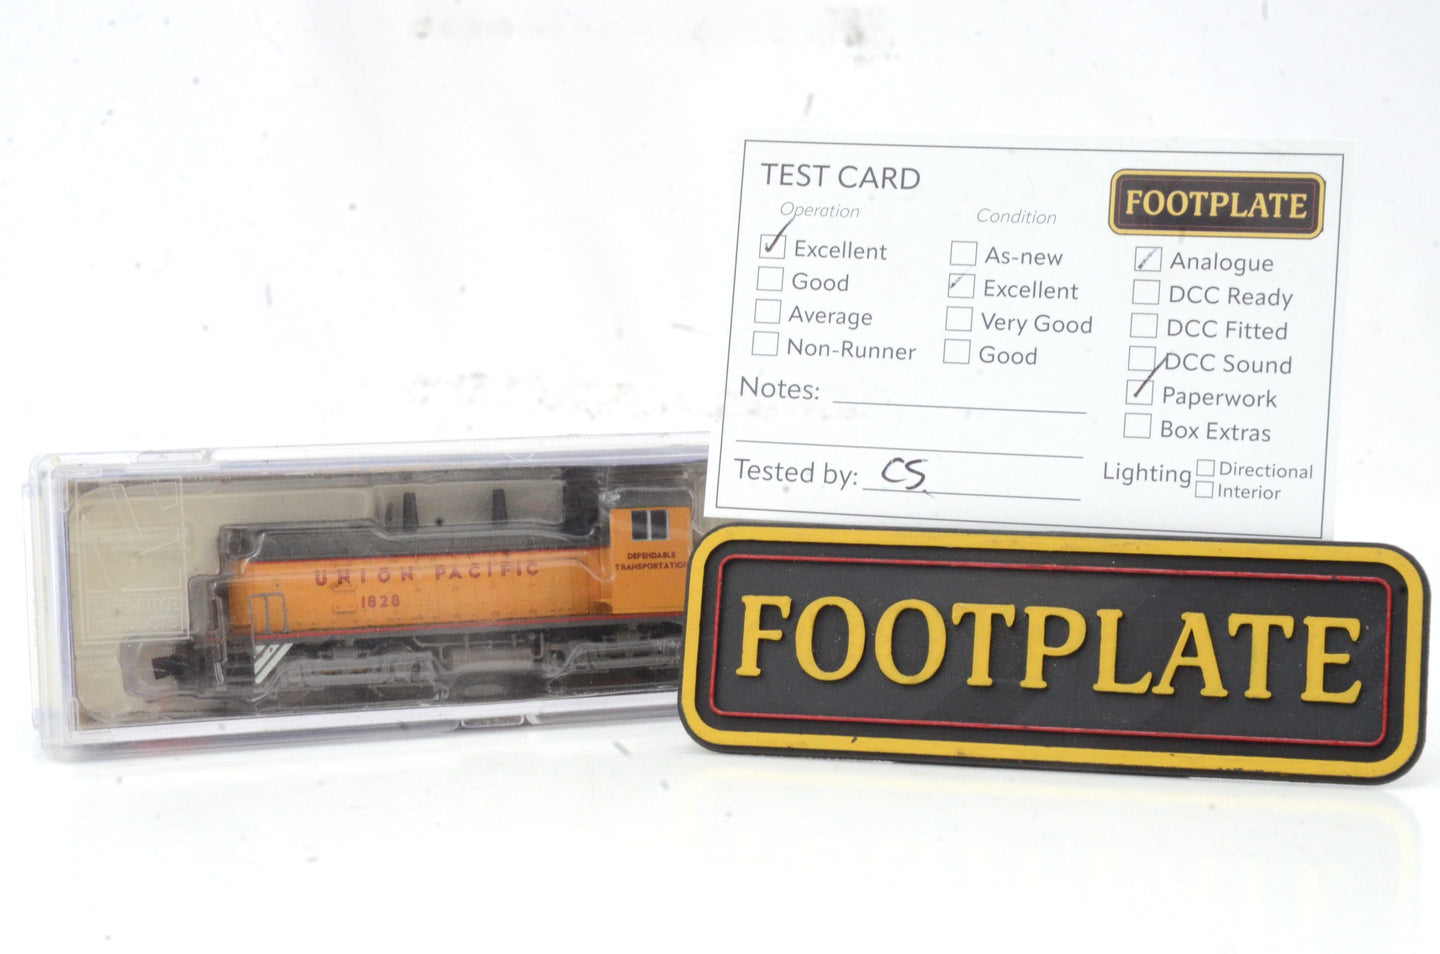 TEST CARD
FOOTPLATE
Operation
Excellent
Good
Average
Non-Runner
Condition
As-new
Excellent
Very Good
Good
Analogue
DCC Ready
DCC Fitted
DCC Sound
Paperwork
Box Extras
Notes:
Tested by: CS
Lighting
Directional
Interior
UNION PACIFIC
1828
DEPENDABLE
TRANSPORTATION
FOOTPLATE